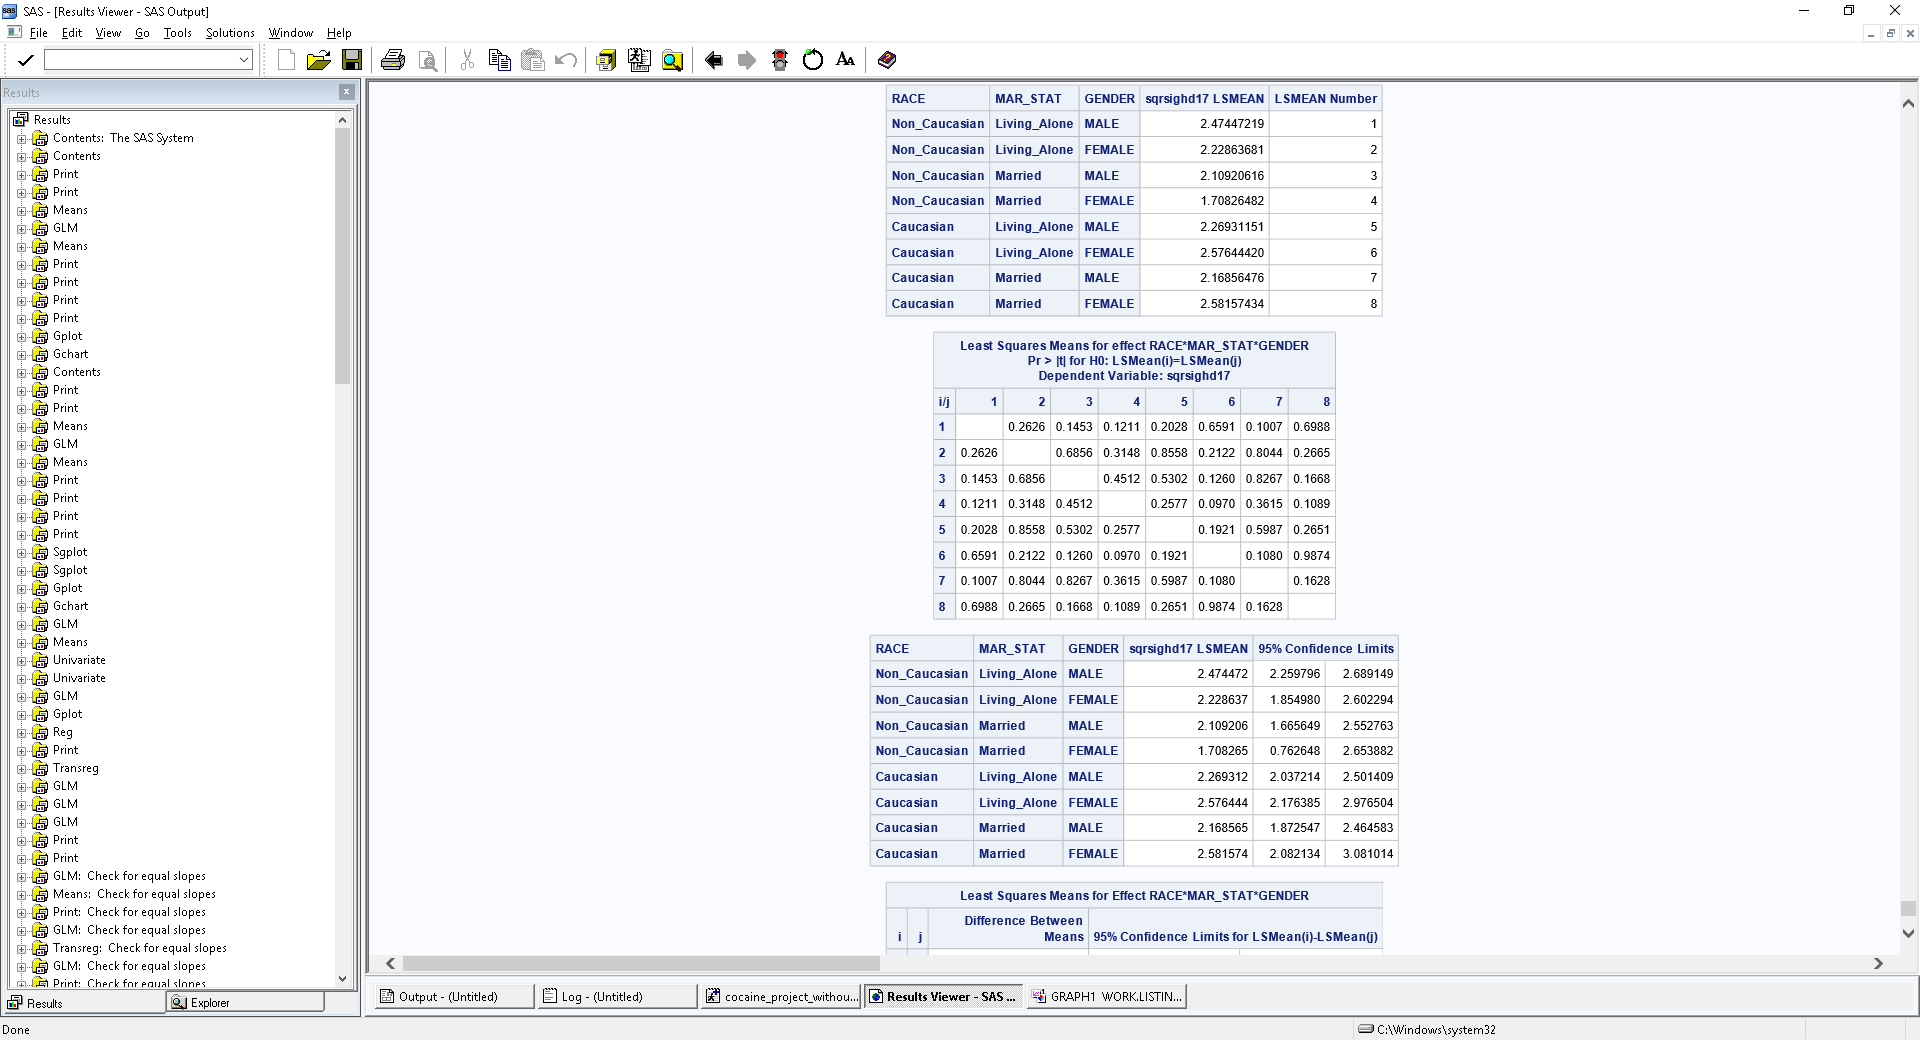 SAS - [Results Viewer - SAS Output]
File Edit View Go Tools Solutions Window Help
Results
Results
Contents: The SAS System
Contents
Print
Print
Means
GLM
Means
Print
Print
Print
Print
Gplot
Gchart
Contents
Print
Print
Means
GLM
Means
Print
Print
Print
Print
Sgplot
Sgplot
Gplot
Gchart
GLM
Means
Univariate
Univariate
GLM
Gplot
Reg
Print
Transreg
GLM
GLM
GLM
Print
Print
GLM: Check for equal slopes
Means: Check for equal slopes
Print: Check for equal slopes
GLM: Check for equal slopes
Transreg: Check for equal slopes
GLM: Check for equal slopes
Print: Check for equal slopes
Results Explorer
RACE MAR_STAT GENDER sqrsighd17 LSMEAN LSMEAN Number
Non_Caucasian Living_Alone MALE 2.47447219 1
Non_Caucasian Living_Alone FEMALE 2.22863681 2
Non_Caucasian Married MALE 2.10920616 3
Non_Caucasian Married FEMALE 1.70826482 4
Caucasian Living_Alone MALE 2.26931151 5
Caucasian Living_Alone FEMALE 2.57644420 6
Caucasian Married MALE 2.16856476 7
Caucasian Married FEMALE 2.58157434 8
Least Squares Means for effect RACE*MAR_STAT*GENDER
Pr > |t| for H0: LSMean(i)=LSMean(j)
Dependent Variable: sqrsighd17
i/j 1 2 3 4 5 6 7 8
1 0.2626 0.1453 0.1211 0.2028 0.6591 0.1007 0.6988
2 0.2626 0.6856 0.3148 0.8558 0.2122 0.8044 0.2665
3 0.1453 0.6856 0.4512 0.5302 0.1260 0.8267 0.1668
4 0.1211 0.3148 0.4512 0.2577 0.0970 0.3615 0.1089
5 0.2028 0.8558 0.5302 0.2577 0.1921 0.5987 0.2651
6 0.6591 0.2122 0.1260 0.0970 0.1921 0.1080 0.9874
7 0.1007 0.8044 0.8267 0.3615 0.5987 0.1080 0.1628
8 0.6988 0.2665 0.1668 0.1089 0.2651 0.9874 0.1628
RACE MAR_STAT GENDER sqrsighd17 LSMEAN 95% Confidence Limits
Non_Caucasian Living_Alone MALE 2.474472 2.259796 2.689149
Non_Caucasian Living_Alone FEMALE 2.228637 1.854980 2.602294
Non_Caucasian Married MALE 2.109206 1.665649 2.552763
Non_Caucasian Married FEMALE 1.708265 0.762648 2.653882
Caucasian Living_Alone MALE 2.269312 2.037214 2.501409
Caucasian Living_Alone FEMALE 2.576444 2.176385 2.976504
Caucasian Married MALE 2.168565 1.872547 2.464583
Caucasian Married FEMALE 2.581574 2.082134 3.081014
Least Squares Means for Effect RACE*MAR_STAT*GENDER
i j Difference Between Means 95% Confidence Limits for LSMean(i)-LSMean(j)
Output - (Untitled) Log - (Untitled) cocaine_project_withou... Results Viewer - SAS ... GRAPH1 WORK.LISTIN...
Done C:\Windows\system32